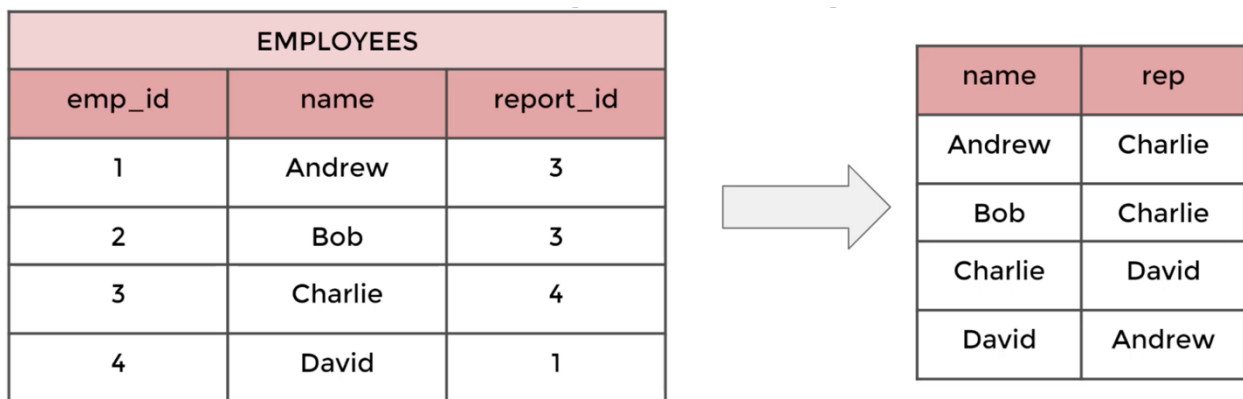 EMPLOYEES
emp_id name report_id
1 Andrew 3
2 Bob 3
3 Charlie 4
4 David 1
name rep
Andrew Charlie
Bob Charlie
Charlie David
David Andrew